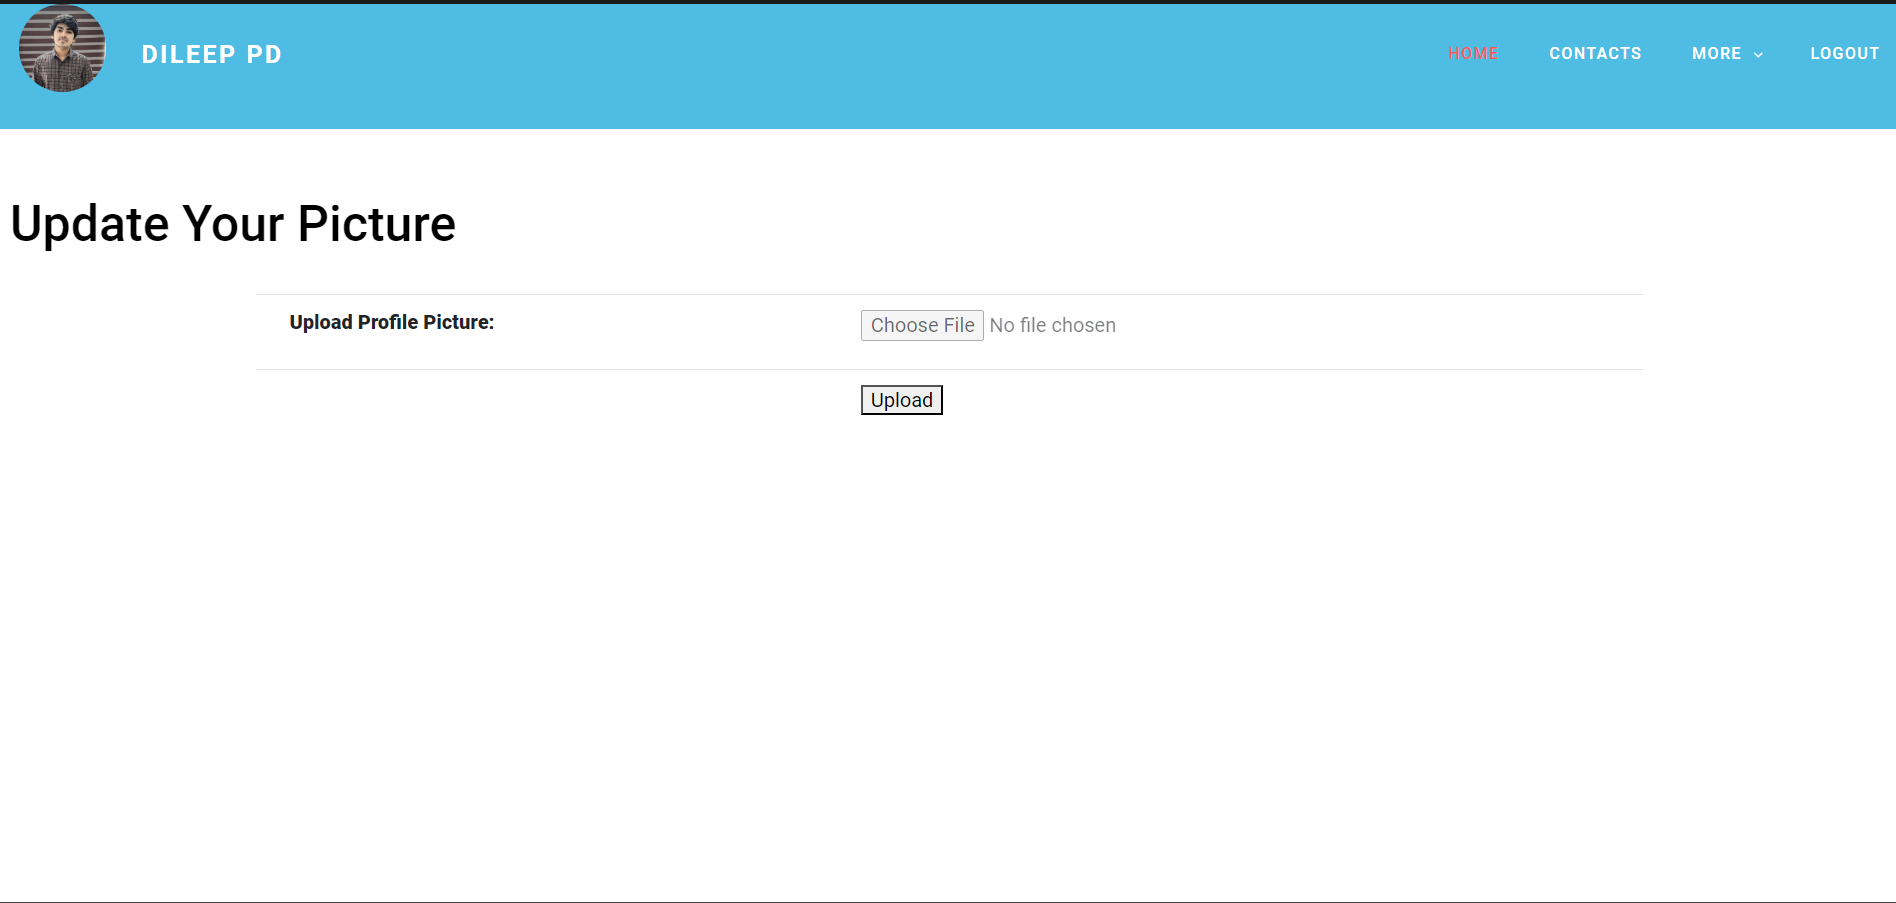 DILEEP PD
HOME CONTACTS MORE LOGOUT
Update Your Picture
Upload Profile Picture: Choose File No file chosen
Upload